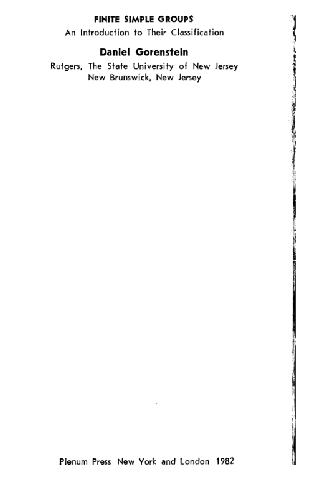 FINITE SIMPLE GROUPS
An Introduction to Their Classification
Daniel Gorenstein
Rutgers, The State University of New Jersey
New Brunswick, New Jersey
Plenum Press New York and London 1982